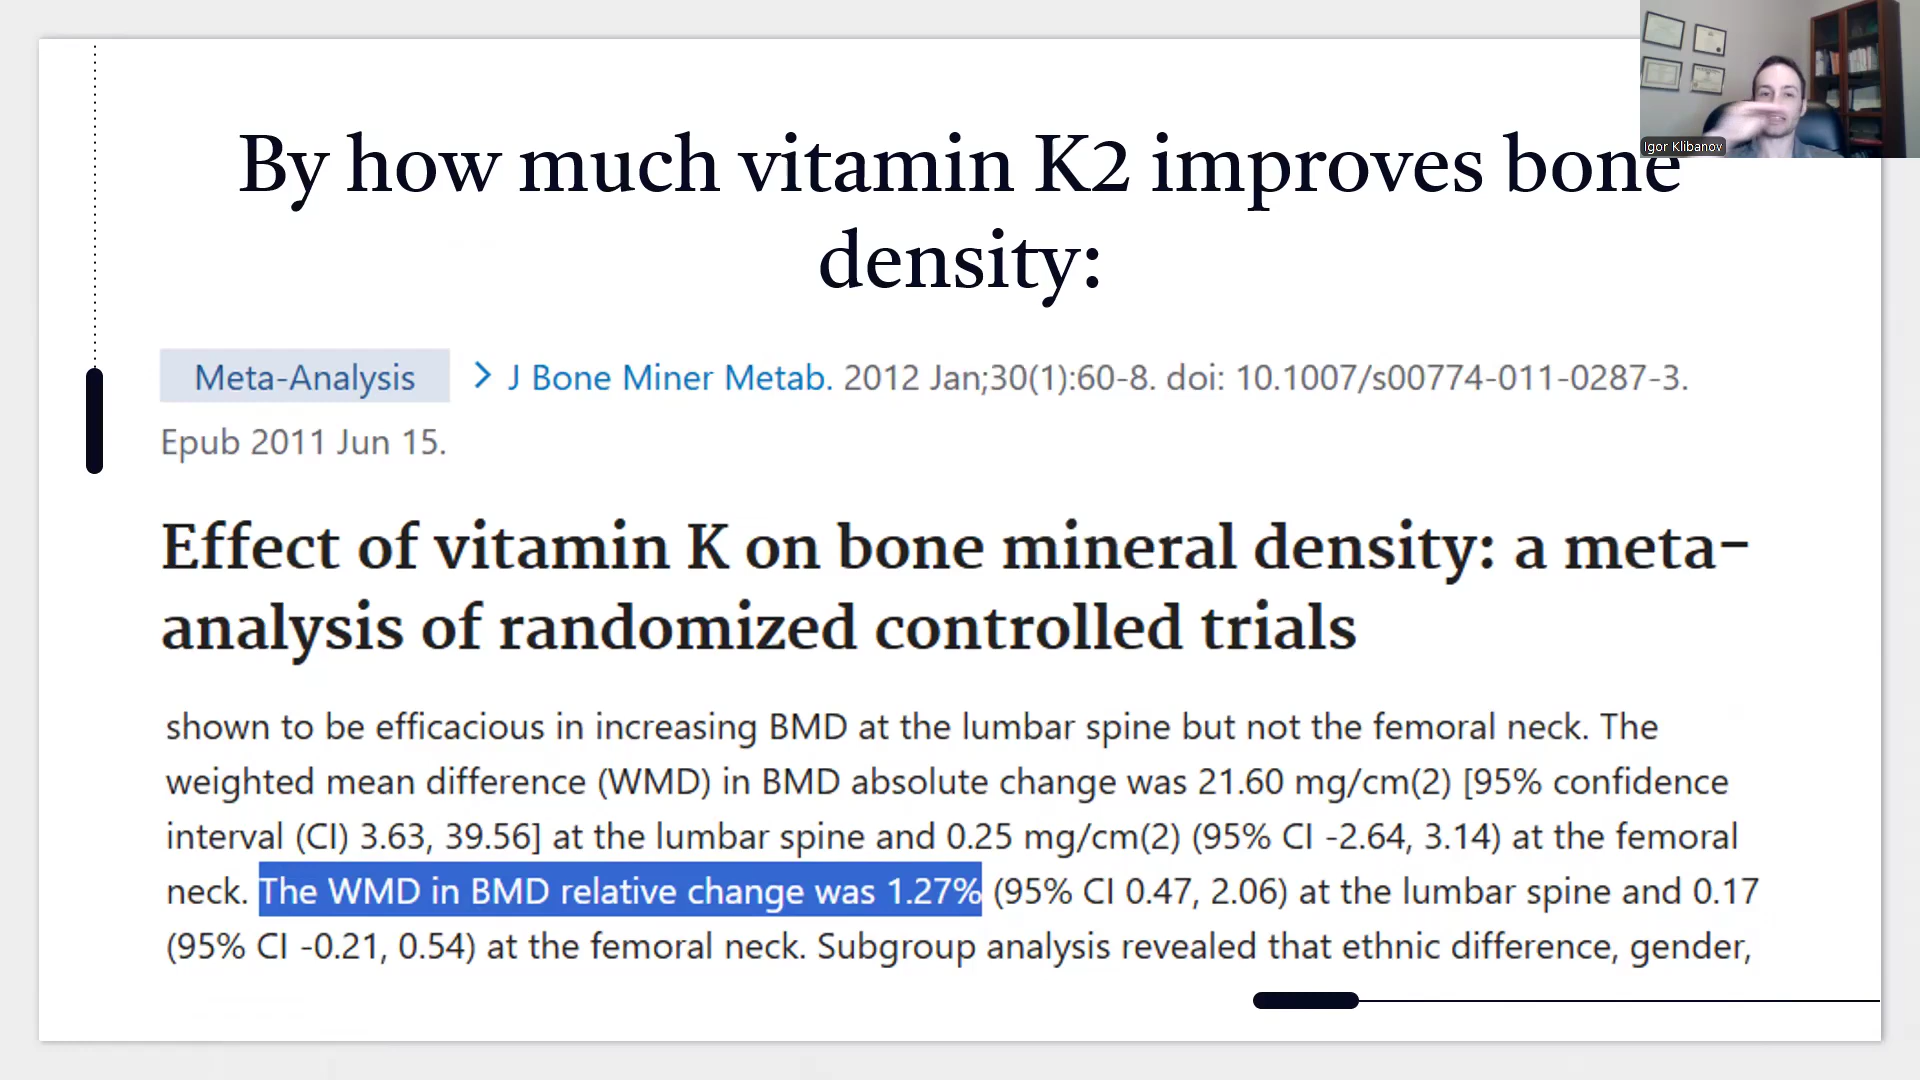 By how much vitamin K2 improves bone
density:
Igor Klibanov
Meta-Analysis > J Bone Miner Metab. 2012 Jan;30(1):60-8. doi: 10.1007/s00774-011-0287-3.
Epub 2011 Jun 15.
Effect of vitamin K on bone mineral density: a meta-
analysis of randomized controlled trials
shown to be efficacious in increasing BMD at the lumbar spine but not the femoral neck. The
weighted mean difference (WMD) in BMD absolute change was 21.60 mg/cm(2) [95% confidence
interval (CI) 3.63, 39.56] at the lumbar spine and 0.25 mg/cm(2) (95% CI -2.64, 3.14) at the femoral
neck. The WMD in BMD relative change was 1.27% (95% CI 0.47, 2.06) at the lumbar spine and 0.17
(95% CI -0.21, 0.54) at the femoral neck. Subgroup analysis revealed that ethnic difference, gender,